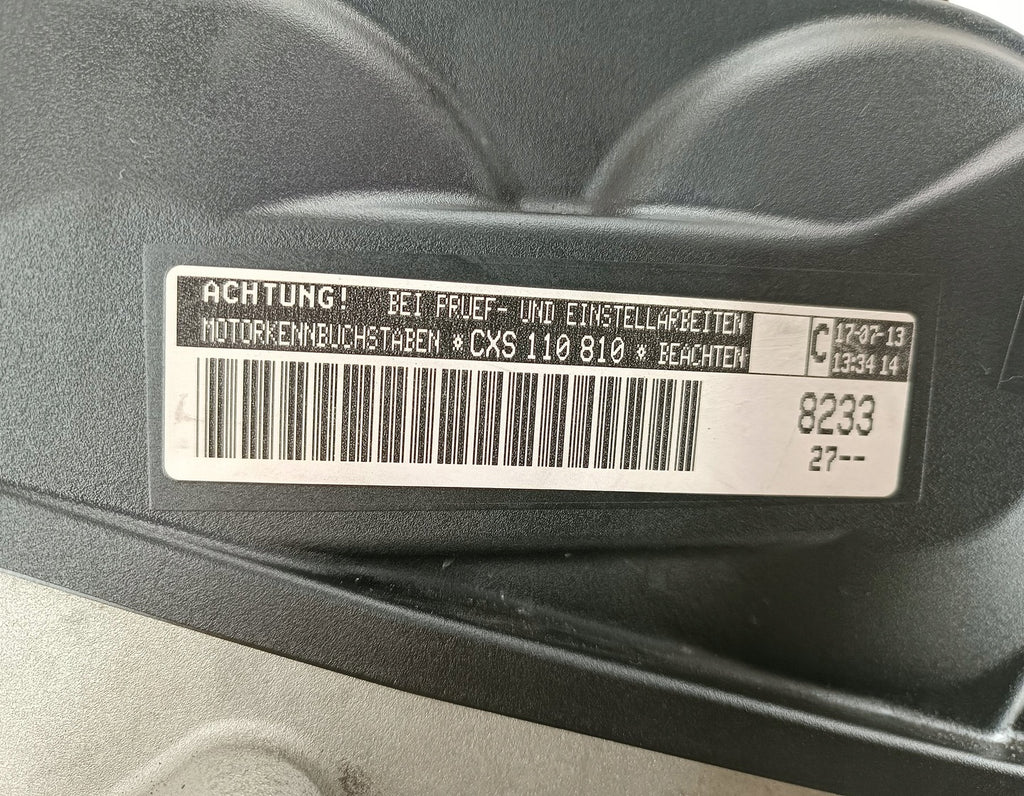 ACHTUNG! BEI PRUEF- UND EINSTELLARBEITEN
MOTORKENNBUCHSTABEN * CXS 110 810 * BEACHTEN
C
17-07-13
13:34 14
8233
27--